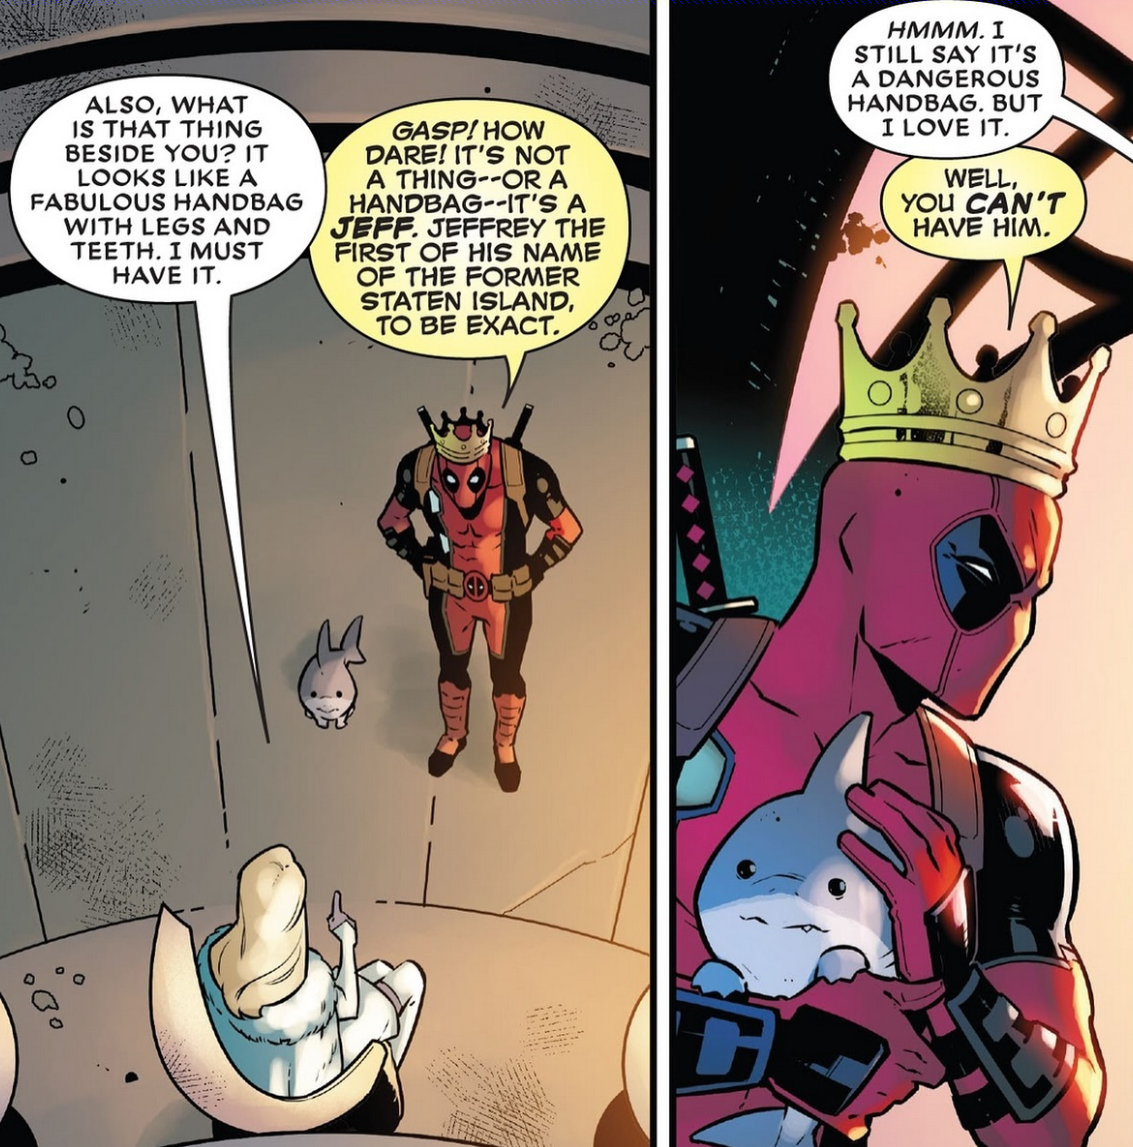 ALSO, WHAT
IS THAT THING
BESIDE YOU? IT
LOOKS LIKE A
FABULOUS HANDBAG
WITH LEGS AND
TEETH. I MUST
HAVE IT.
GASP! HOW
DARE! IT'S NOT
A THING--OR A
HANDBAG--IT'S A
JEFF. JEFFREY THE
FIRST OF HIS NAME
OF THE FORMER
STATEN ISLAND,
TO BE EXACT.
HMMM. I
STILL SAY IT'S
A DANGEROUS
HANDBAG. BUT
I LOVE IT.
WELL,
YOU CAN'T
HAVE HIM.